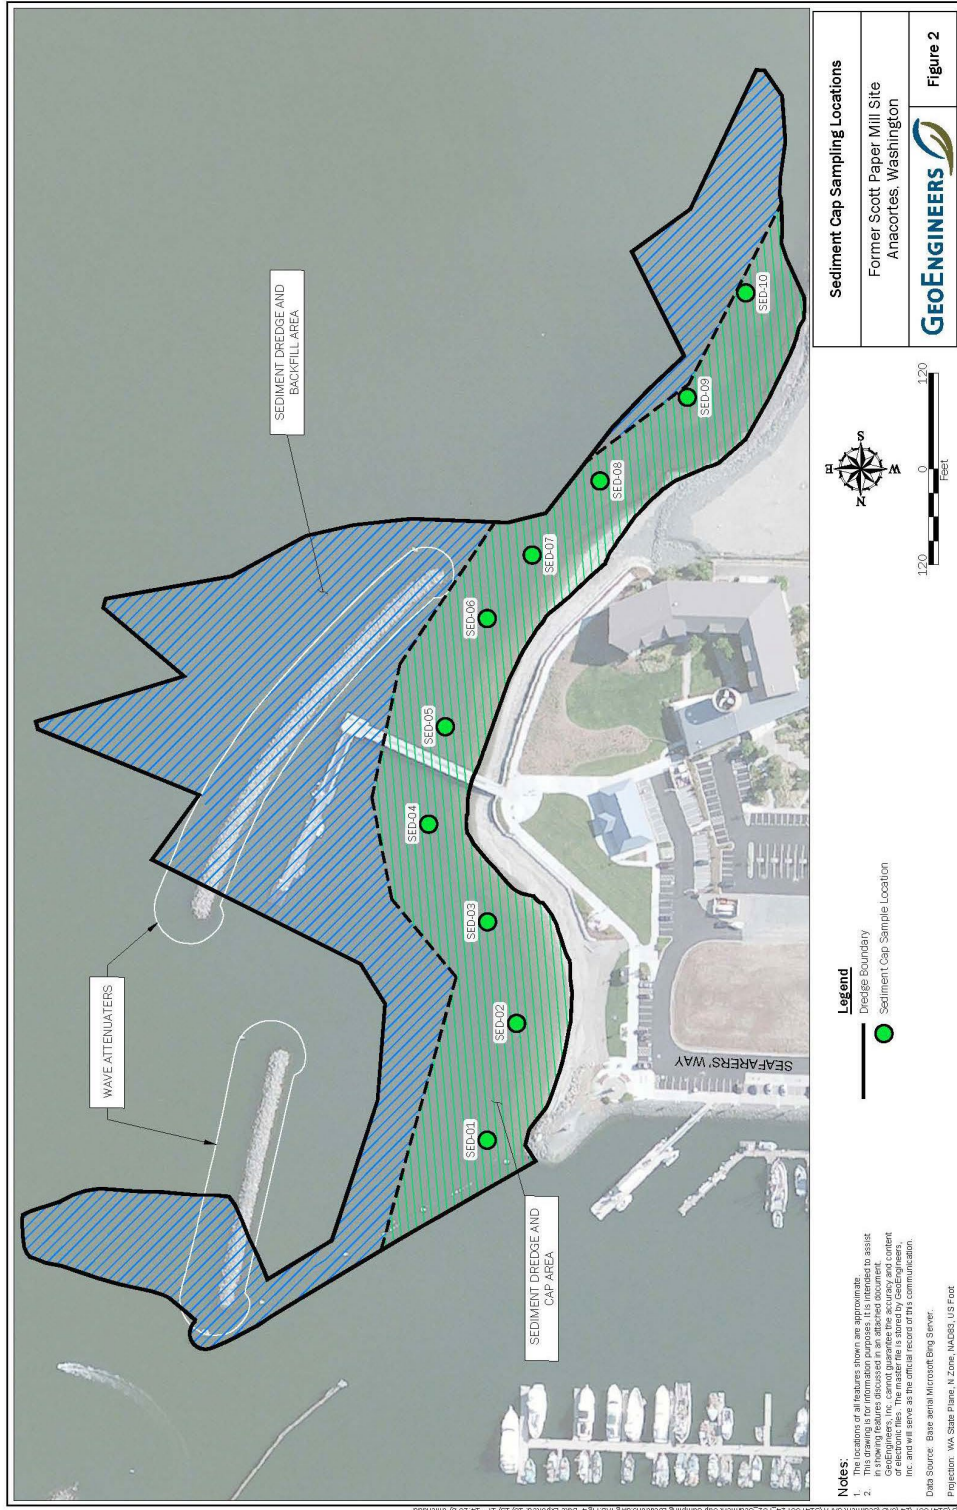 WAVE ATTENUATERS
SEDIMENT DREDGE AND
BACKFILL AREA
SEDIMENT DREDGE AND
CAP AREA
SED-01
SED-02
SED-03
SED-04
SED-05
SED-06
SED-07
SED-08
SED-09
SED-10
SEAFARERS' WAY
Notes:
1. The locations of all features shown are approximate.
2. This drawing is for information purposes. It is intended to assist
in showing features discussed in an attached document.
GeoEngineers, Inc. cannot guarantee the accuracy and content
of electronic files. The master file is stored by GeoEngineers,
Inc. and will serve as the official record of this communication.
Data Source: Base aerial Microsoft Bing Server.
Projection: WA State Plane, N Zone, NAD83, US Foot
Legend
Dredge Boundary
Sediment Cap Sample Location
N
E
S
W
120
0
120
Feet
Sediment Cap Sampling Locations
Former Scott Paper Mill Site
Anacortes, Washington
GEOENGINEERS
Figure 2